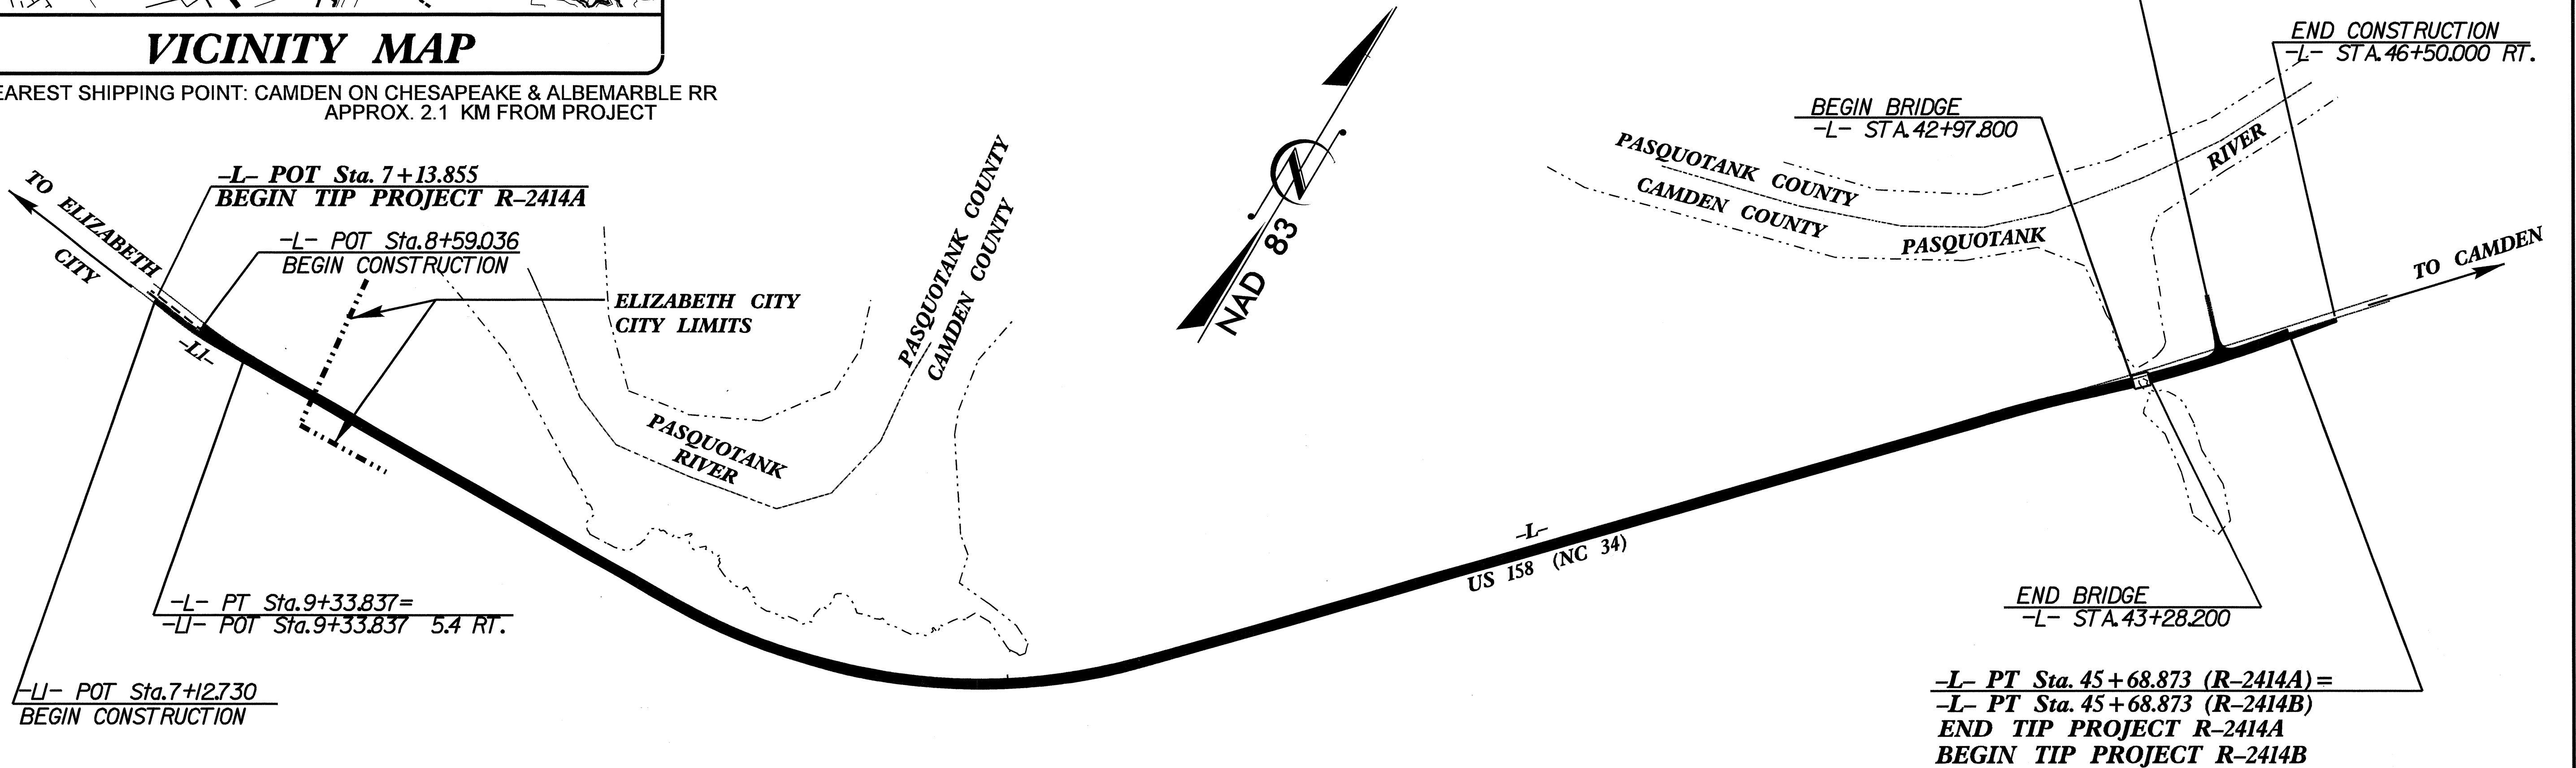 VICINITY MAP
EAREST SHIPPING POINT: CAMDEN ON CHESAPEAKE & ALBEMARBLE RR
APPROX. 2.1 KM FROM PROJECT
TO ELIZABETH
CITY
-L- POT Sta. 7+13.855
BEGIN TIP PROJECT R-2414A
-L- POT Sta.8+59.036
BEGIN CONSTRUCTION
-L1-
ELIZABETH CITY
CITY LIMITS
PASQUOTANK
RIVER
PASQUOTANK COUNTY
CAMDEN COUNTY
NAD 83
N
-L- PT Sta.9+33.837=
-L1- POT Sta.9+33.837 5.4 RT.
-L1- POT Sta.7+12.730
BEGIN CONSTRUCTION
-L-
US 158 (NC 34)
BEGIN BRIDGE
-L- STA.42+97.800
PASQUOTANK COUNTY
CAMDEN COUNTY
PASQUOTANK
RIVER
END CONSTRUCTION
-L- STA.46+50.000 RT.
TO CAMDEN
END BRIDGE
-L- STA.43+28.200
-L- PT Sta. 45+68.873 (R-2414A)=
-L- PT Sta. 45+68.873 (R-2414B)
END TIP PROJECT R-2414A
BEGIN TIP PROJECT R-2414B